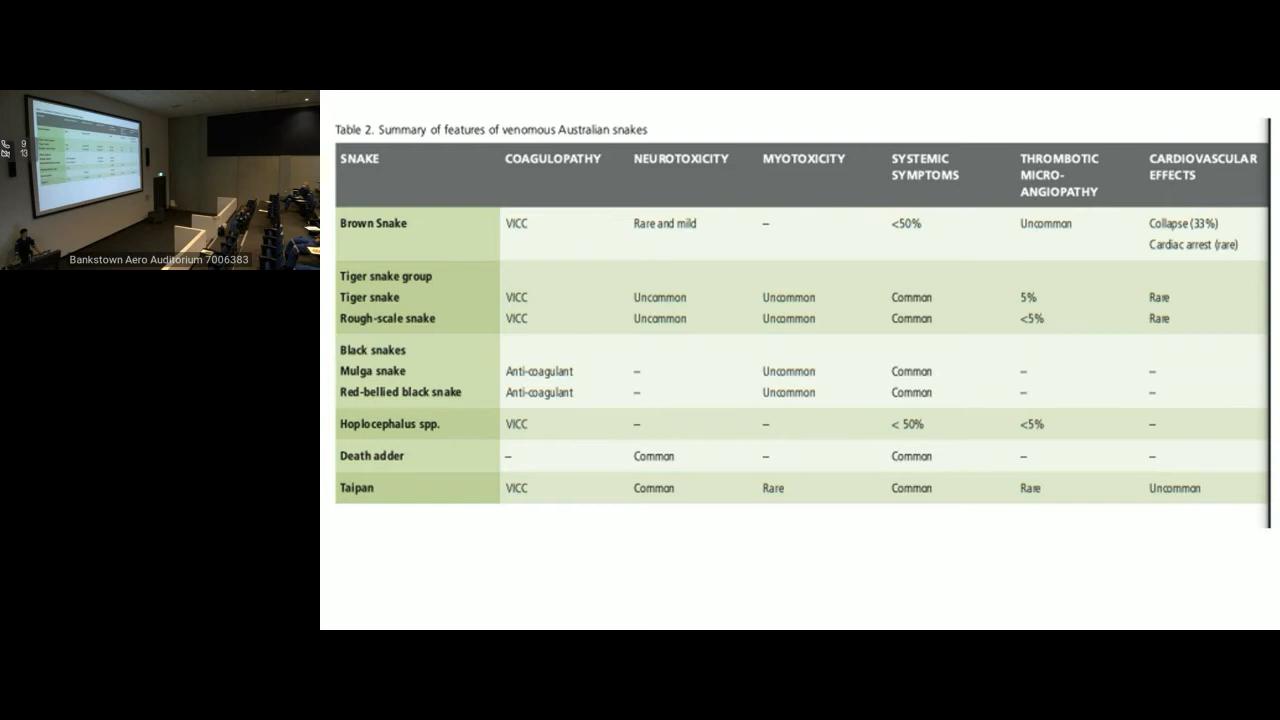 Table 2. Summary of features of venomous Australian snakes
SNAKE COAGULOPATHY NEUROTOXICITY MYOTOXICITY SYSTEMIC SYMPTOMS THROMBOTIC MICRO-ANGIOPATHY CARDIOVASCULAR EFFECTS
Brown Snake VICC Rare and mild – <50% Uncommon Collapse (33%)
Cardiac arrest (rare)
Tiger snake group
Tiger snake VICC Uncommon Uncommon Common 5% Rare
Rough-scale snake VICC Uncommon Uncommon Common <5% Rare
Black snakes
Mulga snake Anti-coagulant – Uncommon Common – –
Red-bellied black snake Anti-coagulant – Uncommon Common – –
Hoplocephalus spp. VICC – – < 50% <5% –
Death adder – Common – Common – –
Taipan VICC Common Rare Common Rare Uncommon
9
13
Bankstown Aero Auditorium 7006383